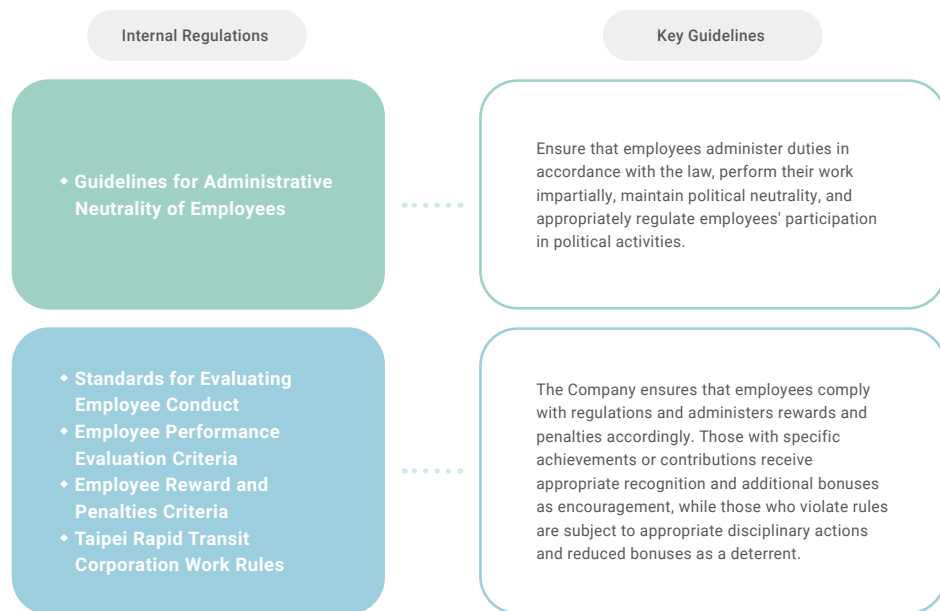 Internal Regulations
Key Guidelines
◆ Guidelines for Administrative
Neutrality of Employees
Ensure that employees administer duties in
accordance with the law, perform their work
impartially, maintain political neutrality, and
appropriately regulate employees' participation
in political activities.
◆ Standards for Evaluating
Employee Conduct
◆ Employee Performance
Evaluation Criteria
◆ Employee Reward and
Penalties Criteria
◆ Taipei Rapid Transit
Corporation Work Rules
The Company ensures that employees comply
with regulations and administers rewards and
penalties accordingly. Those with specific
achievements or contributions receive
appropriate recognition and additional bonuses
as encouragement, while those who violate rules
are subject to appropriate disciplinary actions
and reduced bonuses as a deterrent.